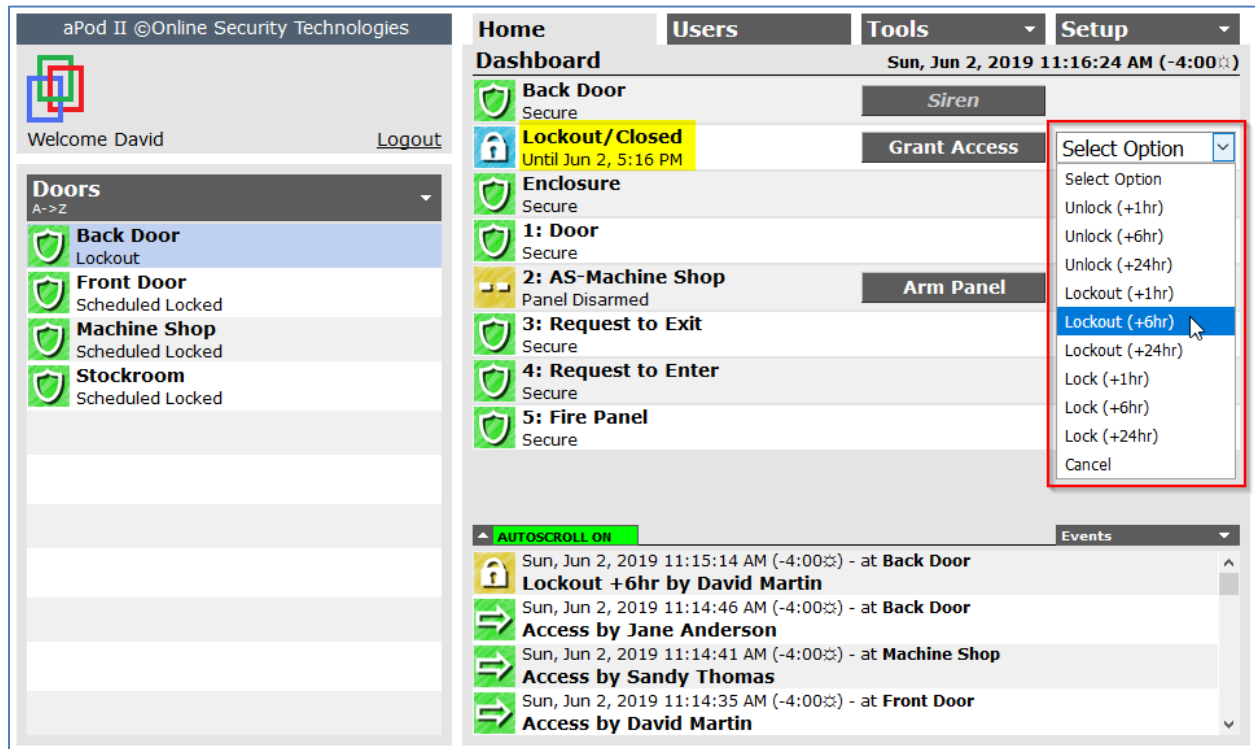 aPod II ©Online Security Technologies
Welcome David
Logout
Doors
A->Z
Back Door
Lockout
Front Door
Scheduled Locked
Machine Shop
Scheduled Locked
Stockroom
Scheduled Locked
Home Users Tools Setup
Dashboard Sun, Jun 2, 2019 11:16:24 AM (-4:00☼)
Back Door
Secure
Siren
Lockout/Closed
Until Jun 2, 5:16 PM
Grant Access
Enclosure
Secure
1: Door
Secure
2: AS-Machine Shop
Panel Disarmed
Arm Panel
3: Request to Exit
Secure
4: Request to Enter
Secure
5: Fire Panel
Secure
Select Option
Select Option
Unlock (+1hr)
Unlock (+6hr)
Unlock (+24hr)
Lockout (+1hr)
Lockout (+6hr)
Lockout (+24hr)
Lock (+1hr)
Lock (+6hr)
Lock (+24hr)
Cancel
AUTOSCROLL ON
Events
Sun, Jun 2, 2019 11:15:14 AM (-4:00☼) - at Back Door
Lockout +6hr by David Martin
Sun, Jun 2, 2019 11:14:46 AM (-4:00☼) - at Back Door
Access by Jane Anderson
Sun, Jun 2, 2019 11:14:41 AM (-4:00☼) - at Machine Shop
Access by Sandy Thomas
Sun, Jun 2, 2019 11:14:35 AM (-4:00☼) - at Front Door
Access by David Martin